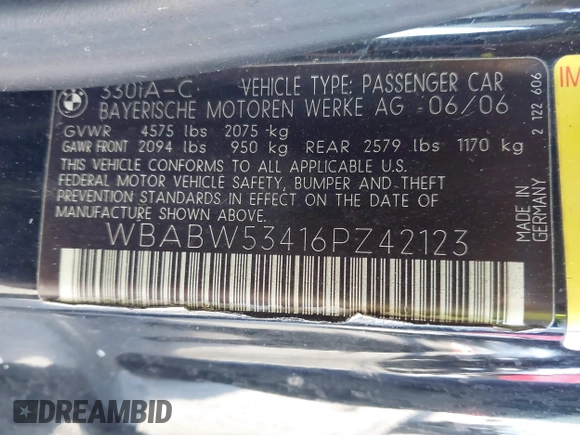 330iA-C VEHICLE TYPE: PASSENGER CAR
BAYERISCHE MOTOREN WERKE AG 06/06
GVWR 4575 lbs 2075 kg
GAWR FRONT 2094 lbs 950 kg REAR 2579 lbs 1170 kg
THIS VEHICLE CONFORMS TO ALL APPLICABLE U.S.
FEDERAL MOTOR VEHICLE SAFETY, BUMPER AND THEFT
PREVENTION STANDARDS IN EFFECT ON THE DATE OF
MANUFACTURE SHOWN ABOVE.
WBABW53416PZ42123
MADE IN
GERMANY
2 122 606
DREAMBID